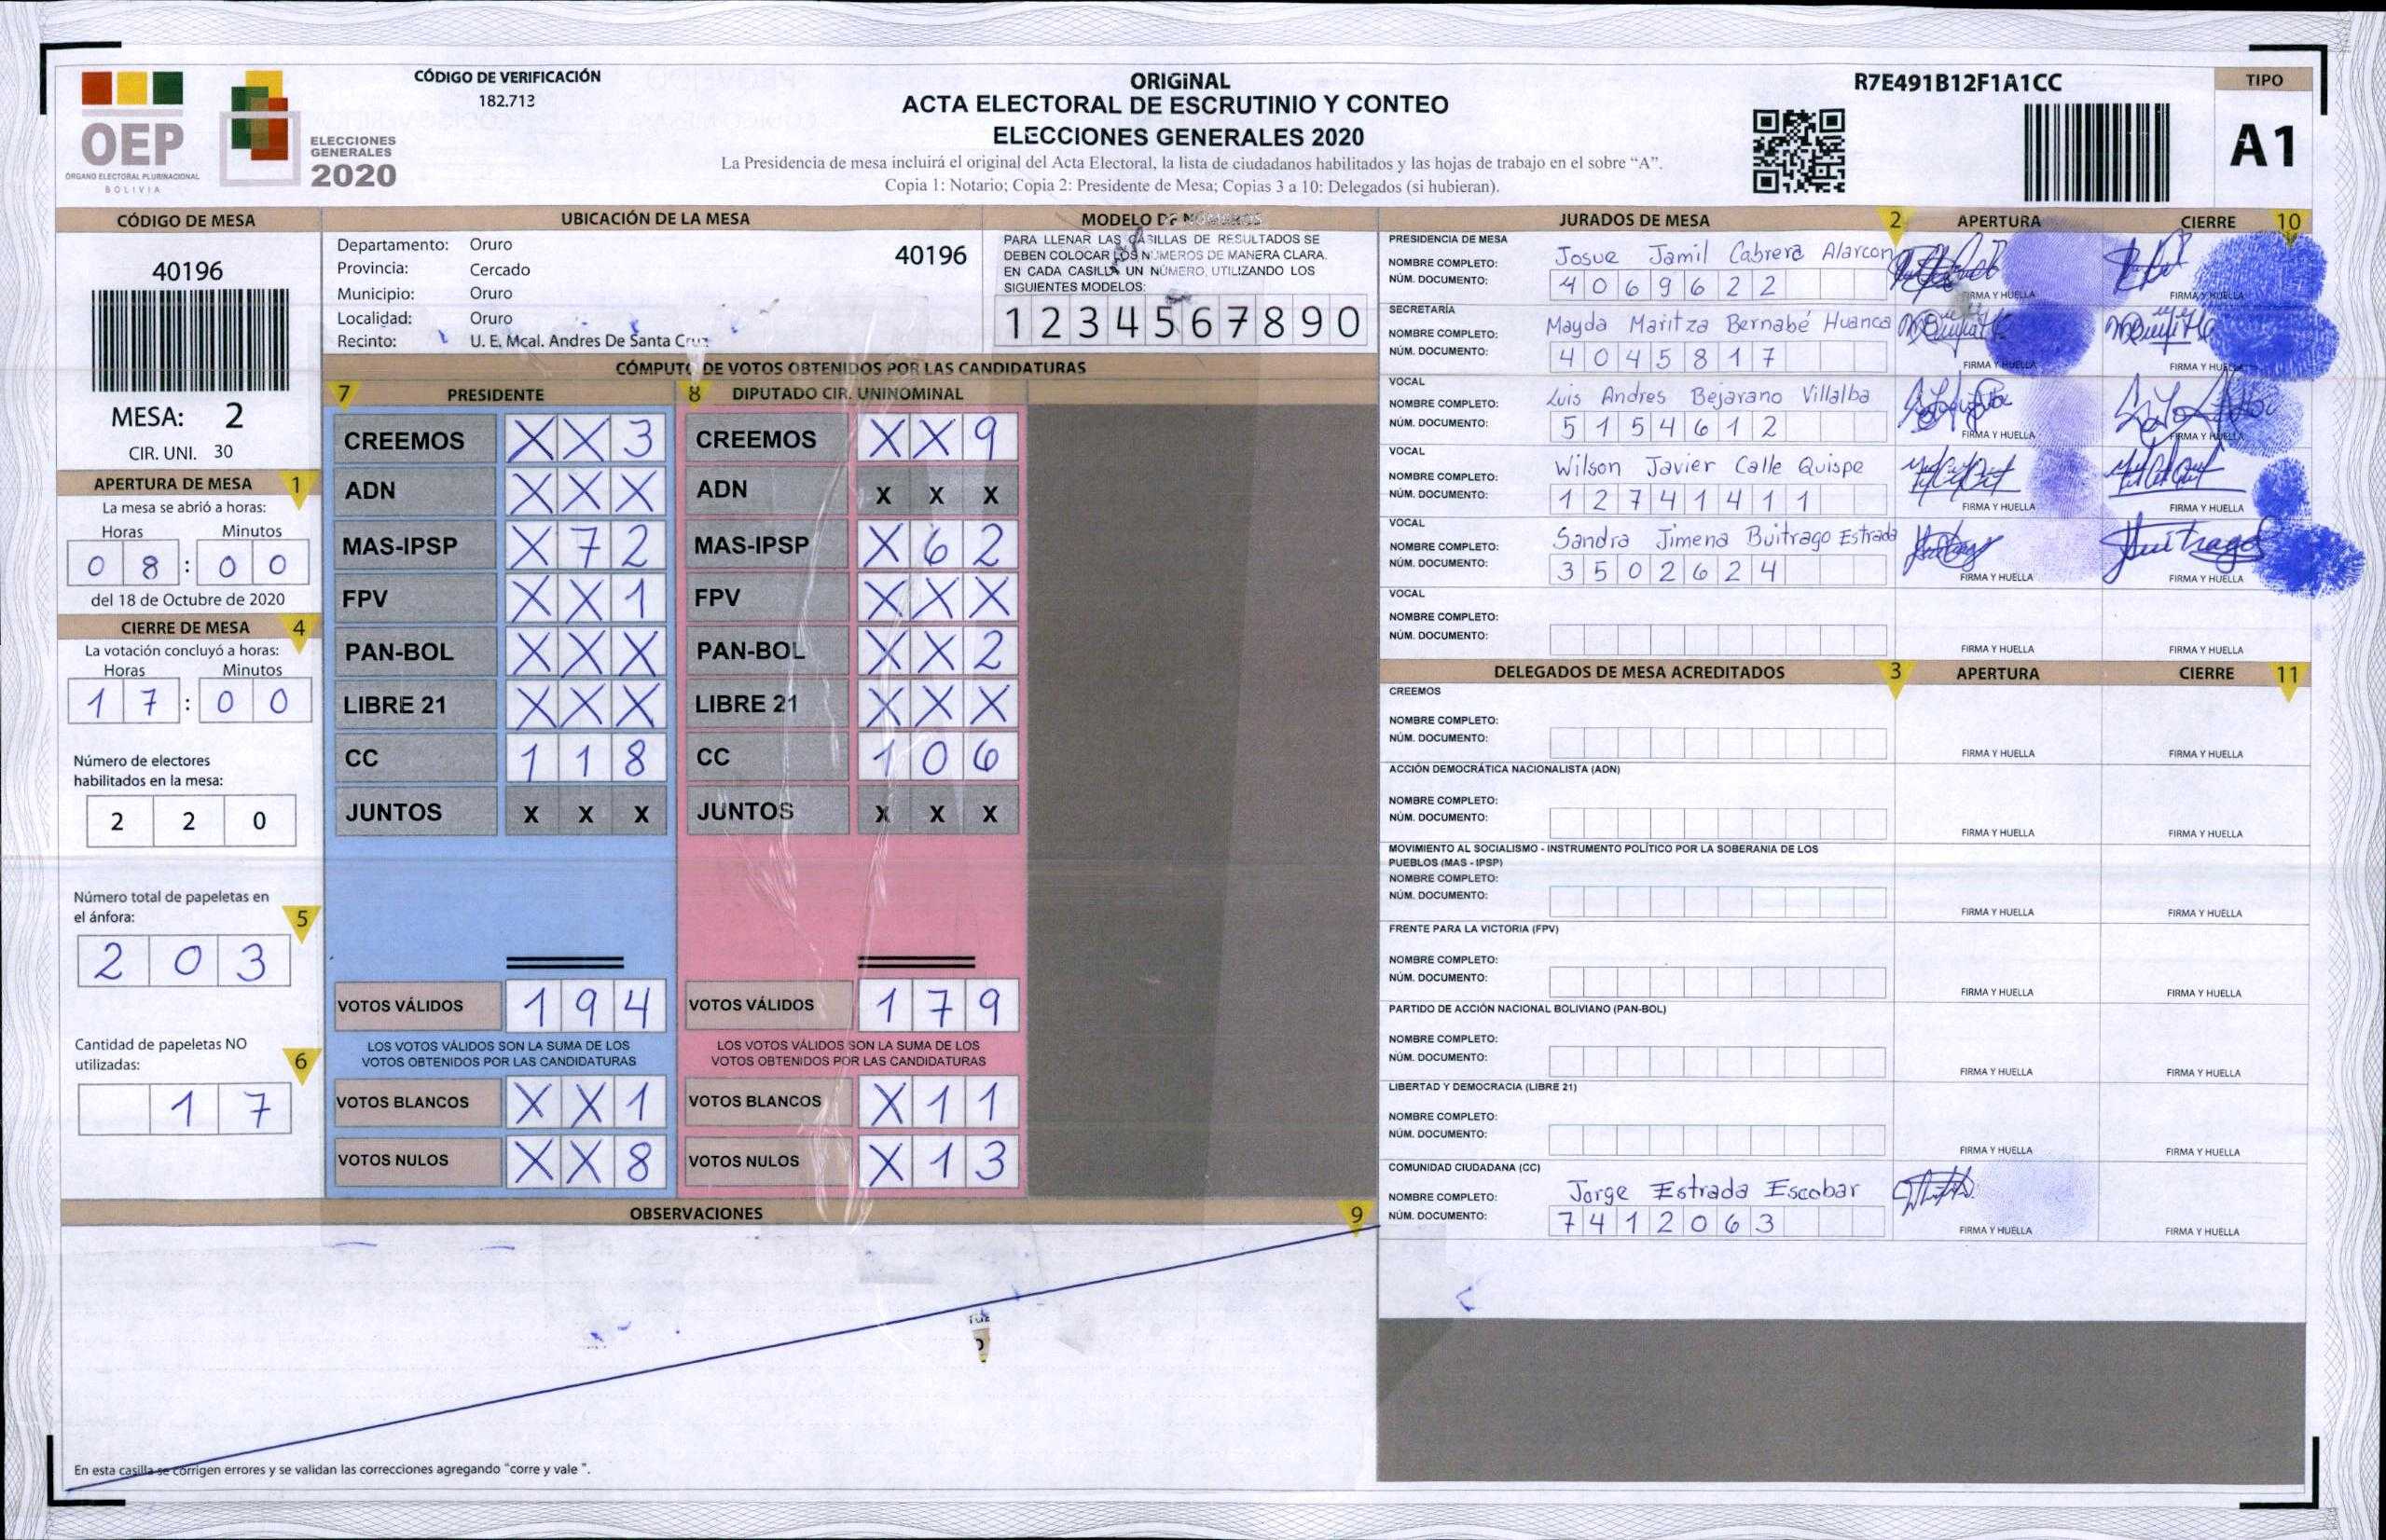 OEP
ÓRGANO ELECTORAL PLURINACIONAL
BOLIVIA
ELECCIONES
GENERALES
2020
CÓDIGO DE VERIFICACIÓN
182.713
ORIGINAL
ACTA ELECTORAL DE ESCRUTINIO Y CONTEO
ELECCIONES GENERALES 2020
La Presidencia de mesa incluirá el original del Acta Electoral, la lista de ciudadanos habilitados y las hojas de trabajo en el sobre “A”.
Copia 1: Notario; Copia 2: Presidente de Mesa; Copias 3 a 10: Delegados (si hubieran).
R7E491B12F1A1CC
TIPO
A1
CÓDIGO DE MESA
40196
MESA: 2
CIR. UNI. 30
APERTURA DE MESA 1
La mesa se abrió a horas:
Horas Minutos
0 8 : 0 0
del 18 de Octubre de 2020
CIERRE DE MESA 4
La votación concluyó a horas:
Horas Minutos
1 7 : 0 0
Número de electores
habilitados en la mesa:
2 2 0
Número total de papeletas en
el ánfora: 5
2 0 3
Cantidad de papeletas NO
utilizadas: 6
1 7
UBICACIÓN DE LA MESA
Departamento: Oruro
40196
Provincia: Cercado
Municipio: Oruro
Localidad: Oruro
Recinto: U. E. Mcal. Andres De Santa Cruz
MODELO DE NÚMEROS
PARA LLENAR LAS CASILLAS DE RESULTADOS SE
DEBEN COLOCAR LOS NÚMEROS DE MANERA CLARA.
EN CADA CASILLA UN NÚMERO, UTILIZANDO LOS
SIGUIENTES MODELOS:
1 2 3 4 5 6 7 8 9 0
CÓMPUTO DE VOTOS OBTENIDOS POR LAS CANDIDATURAS
7 PRESIDENTE
CREEMOS X X 3
ADN X X X
MAS-IPSP X 7 2
FPV X X 1
PAN-BOL X X X
LIBRE 21 X X X
CC 1 1 8
JUNTOS X X X
VOTOS VÁLIDOS 1 9 4
LOS VOTOS VÁLIDOS SON LA SUMA DE LOS
VOTOS OBTENIDOS POR LAS CANDIDATURAS
VOTOS BLANCOS X X 1
VOTOS NULOS X X 8
8 DIPUTADO CIR. UNINOMINAL
CREEMOS X X 9
ADN X X X
MAS-IPSP X 6 2
FPV X X X
PAN-BOL X X 2
LIBRE 21 X X X
CC 1 0 6
JUNTOS X X X
VOTOS VÁLIDOS 1 7 9
LOS VOTOS VÁLIDOS SON LA SUMA DE LOS
VOTOS OBTENIDOS POR LAS CANDIDATURAS
VOTOS BLANCOS X 1 1
VOTOS NULOS X 1 3
OBSERVACIONES 9
En esta casilla se corrigen errores y se validan las correcciones agregando "corre y vale ".
JURADOS DE MESA 2 APERTURA CIERRE 10
PRESIDENCIA DE MESA
NOMBRE COMPLETO: Josue Jamil Cabrera Alarcon
NÚM. DOCUMENTO: 4 0 6 9 6 2 2
FIRMA Y HUELLA FIRMA Y HUELLA
SECRETARÍA
NOMBRE COMPLETO: Mayda Maritza Bernabé Huanca
NÚM. DOCUMENTO: 4 0 4 5 8 1 7
FIRMA Y HUELLA FIRMA Y HUELLA
VOCAL
NOMBRE COMPLETO: Luis Andres Bejarano Villalba
NÚM. DOCUMENTO: 5 1 5 4 6 1 2
FIRMA Y HUELLA FIRMA Y HUELLA
VOCAL
NOMBRE COMPLETO: Wilson Javier Calle Quispe
NÚM. DOCUMENTO: 1 2 7 4 1 4 1 1
FIRMA Y HUELLA FIRMA Y HUELLA
VOCAL
NOMBRE COMPLETO: Sandra Jimena Buitrago Estrada
NÚM. DOCUMENTO: 3 5 0 2 6 2 4
FIRMA Y HUELLA FIRMA Y HUELLA
VOCAL
NOMBRE COMPLETO:
NÚM. DOCUMENTO:
FIRMA Y HUELLA FIRMA Y HUELLA
DELEGADOS DE MESA ACREDITADOS 3 APERTURA CIERRE 11
CREEMOS
NOMBRE COMPLETO:
NÚM. DOCUMENTO:
FIRMA Y HUELLA FIRMA Y HUELLA
ACCIÓN DEMOCRÁTICA NACIONALISTA (ADN)
NOMBRE COMPLETO:
NÚM. DOCUMENTO:
FIRMA Y HUELLA FIRMA Y HUELLA
MOVIMIENTO AL SOCIALISMO - INSTRUMENTO POLÍTICO POR LA SOBERANIA DE LOS
PUEBLOS (MAS - IPSP)
NOMBRE COMPLETO:
NÚM. DOCUMENTO:
FIRMA Y HUELLA FIRMA Y HUELLA
FRENTE PARA LA VICTORIA (FPV)
NOMBRE COMPLETO:
NÚM. DOCUMENTO:
FIRMA Y HUELLA FIRMA Y HUELLA
PARTIDO DE ACCIÓN NACIONAL BOLIVIANO (PAN-BOL)
NOMBRE COMPLETO:
NÚM. DOCUMENTO:
FIRMA Y HUELLA FIRMA Y HUELLA
LIBERTAD Y DEMOCRACIA (LIBRE 21)
NOMBRE COMPLETO:
NÚM. DOCUMENTO:
FIRMA Y HUELLA FIRMA Y HUELLA
COMUNIDAD CIUDADANA (CC)
NOMBRE COMPLETO: Jorge Estrada Escobar
NÚM. DOCUMENTO: 7 4 1 2 0 6 3
FIRMA Y HUELLA FIRMA Y HUELLA